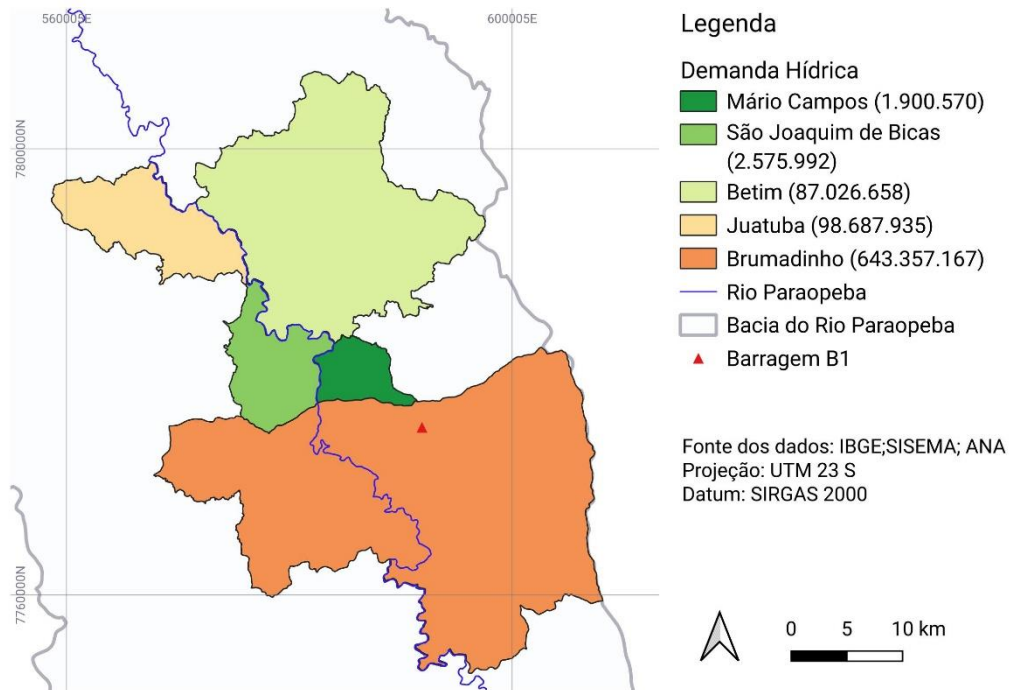 560005E
600005E
7800000N
7760000N
Legenda
Demanda Hídrica
Mário Campos (1.900.570)
São Joaquim de Bicas
(2.575.992)
Betim (87.026.658)
Juatuba (98.687.935)
Brumadinho (643.357.167)
Rio Paraopeba
Bacia do Rio Paraopeba
Barragem B1
Fonte dos dados: IBGE;SISEMA; ANA
Projeção: UTM 23 S
Datum: SIRGAS 2000
0 5 10 km